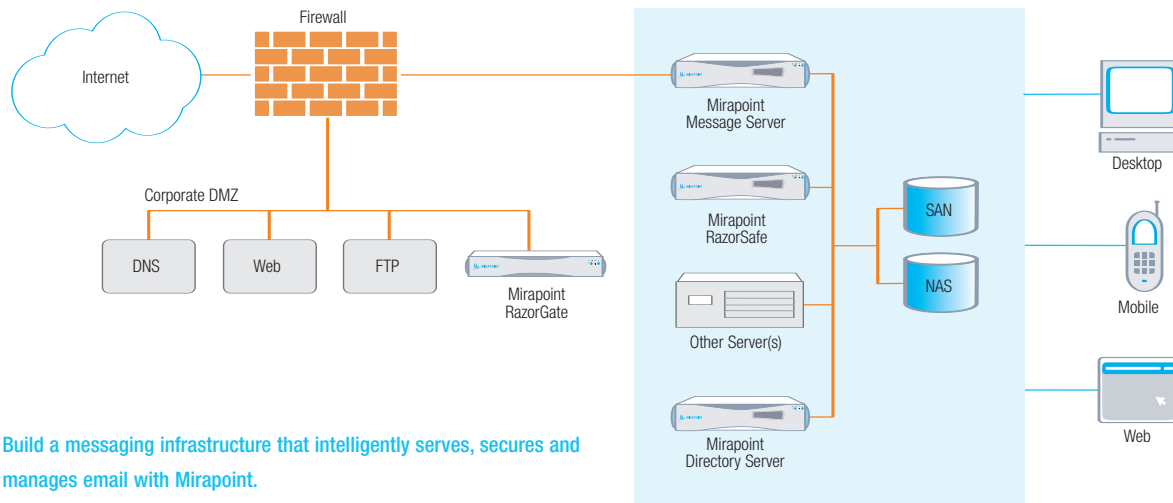 Firewall
Internet
Corporate DMZ
DNS
Web
FTP
Mirapoint
RazorGate
Mirapoint
Message Server
Mirapoint
RazorSafe
Other Server(s)
Mirapoint
Directory Server
SAN
NAS
Desktop
Mobile
Web
Build a messaging infrastructure that intelligently serves, secures and
manages email with Mirapoint.